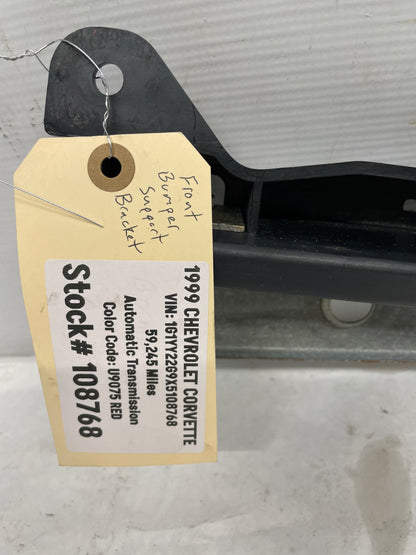 Front
Bumper
Support
Bracket
1999 CHEVROLET CORVETTE
VIN: 1G1YY22G9X5108768
59,245 Miles
Automatic Transmission
Color Code: U9075 RED
Stock# 108768